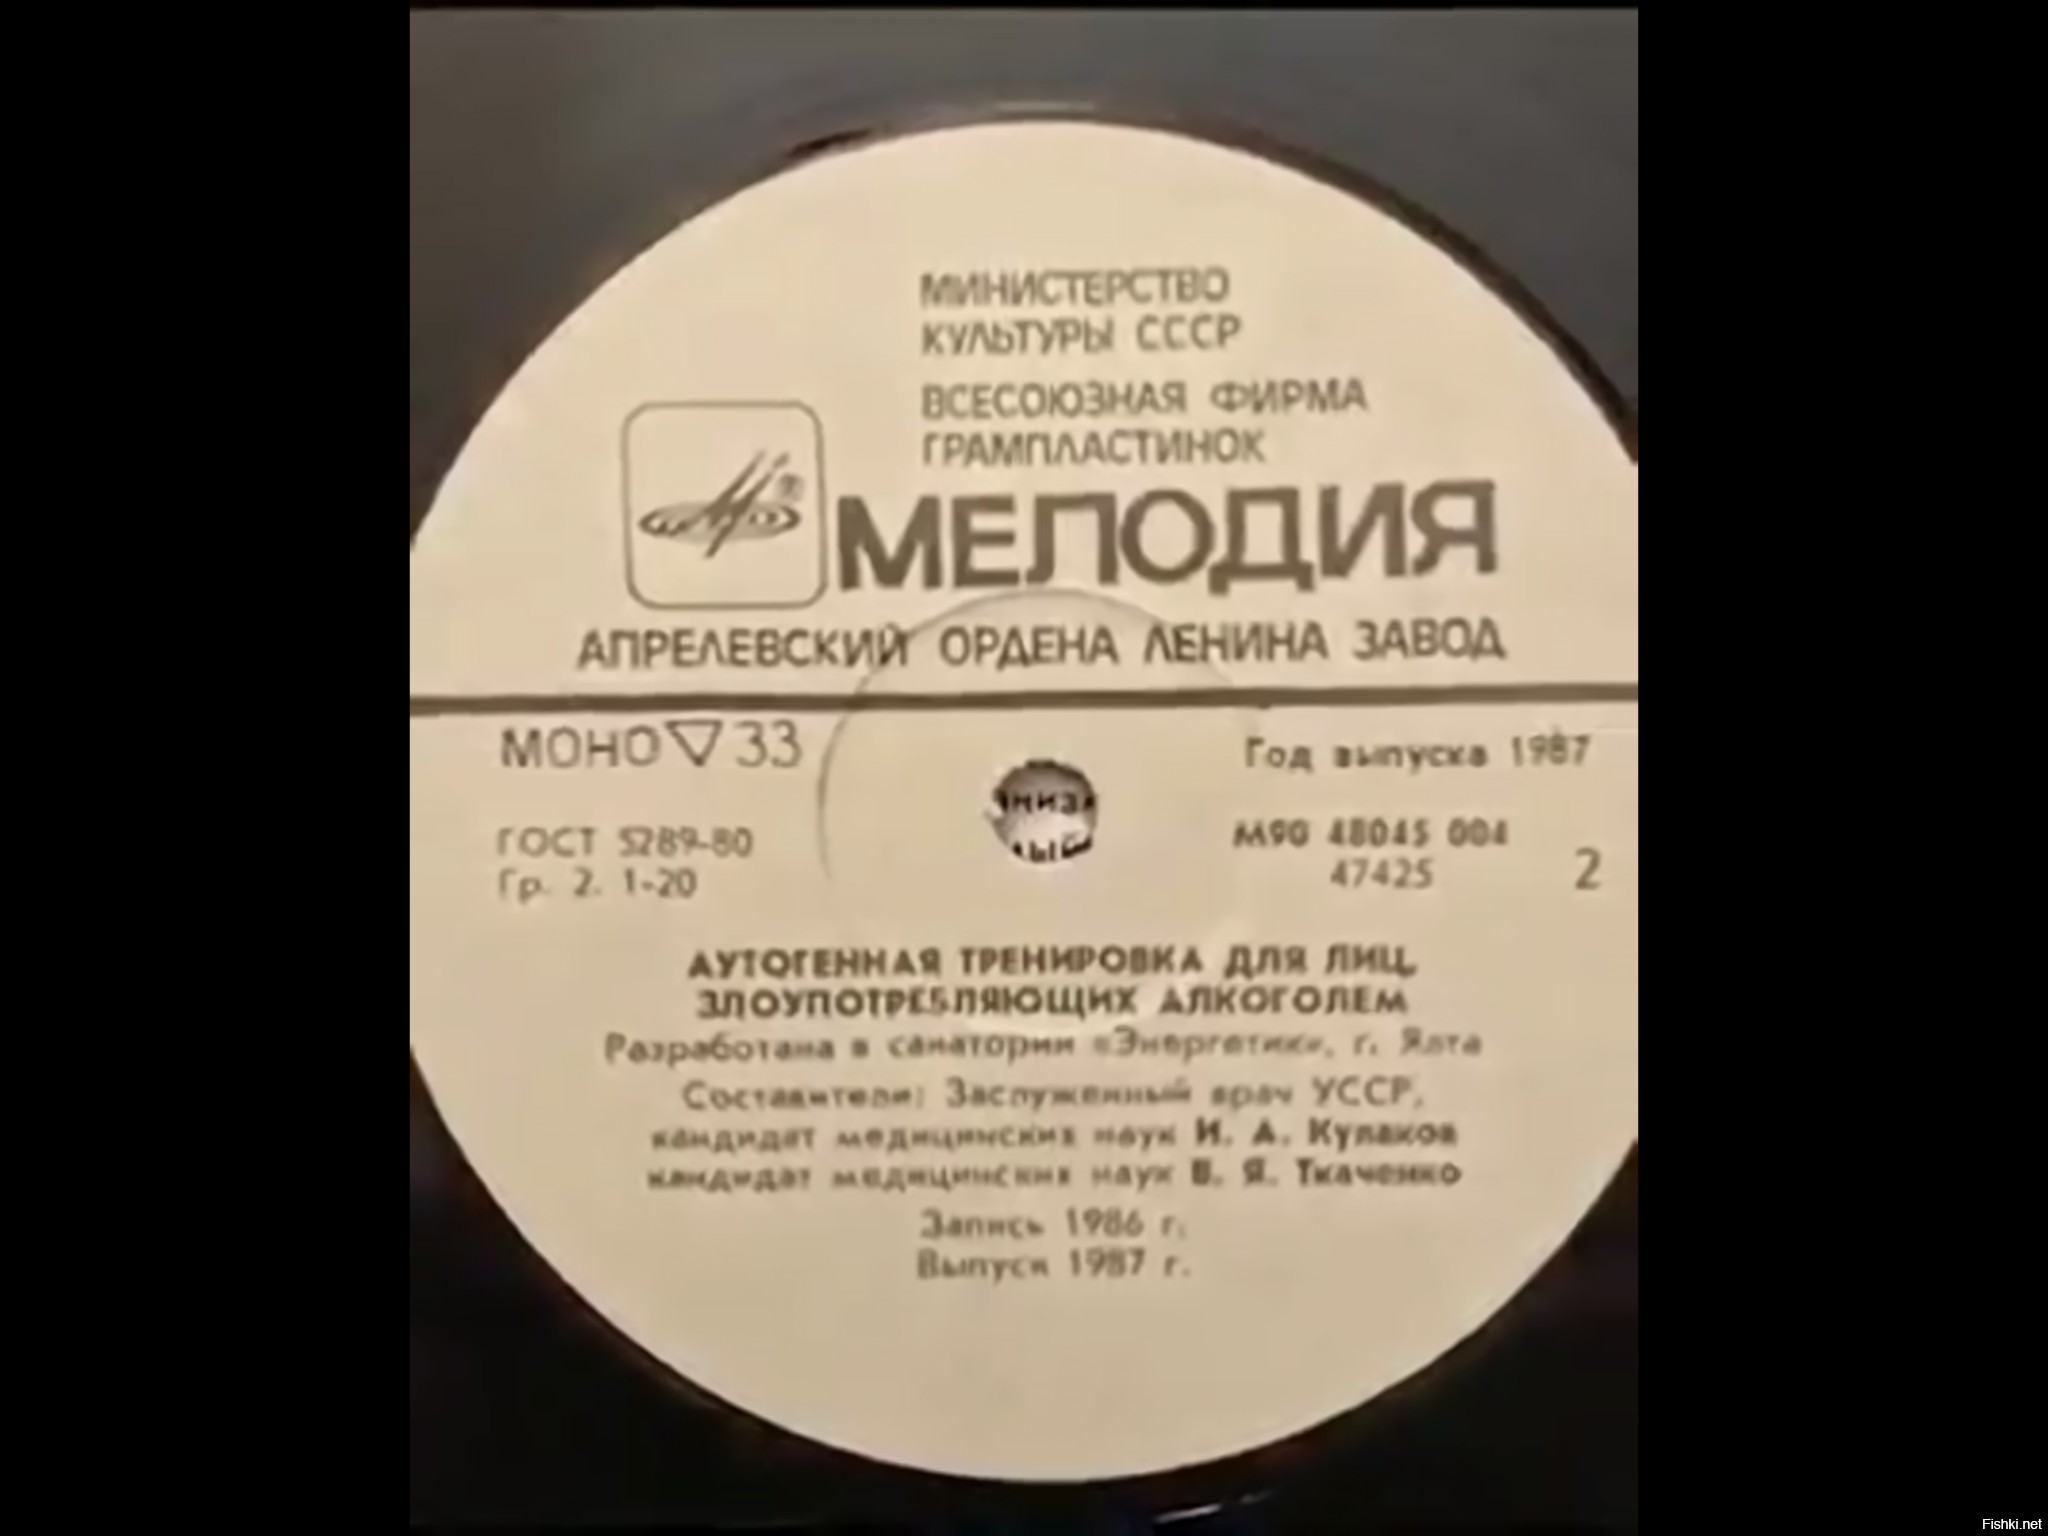 МИНИСТЕРСТВО
КУЛЬТУРЫ СССР
ВСЕСОЮЗНАЯ ФИРМА
ГРАМПЛАСТИНОК
МЕЛОДИЯ
АПРЕЛЕВСКИЙ ОРДЕНА ЛЕНИНА ЗАВОД
МОНО ▽ 33
Год выпуска 1987
ГОСТ 5289-80
Гр. 2. 1-20
М90 48045 004
47425
2
АУТОГЕННАЯ ТРЕНИРОВКА ДЛЯ ЛИЦ,
ЗЛОУПОТРЕБЛЯЮЩИХ АЛКОГОЛЕМ
Разработана в санатории «Энергетик», г. Ялта
Составители: Заслуженный врач УССР,
кандидат медицинских наук И. А. Кулаков
кандидат медицинских наук В. Я. Ткаченко
Запись 1986 г.
Выпуск 1987 г.
Fishki.net